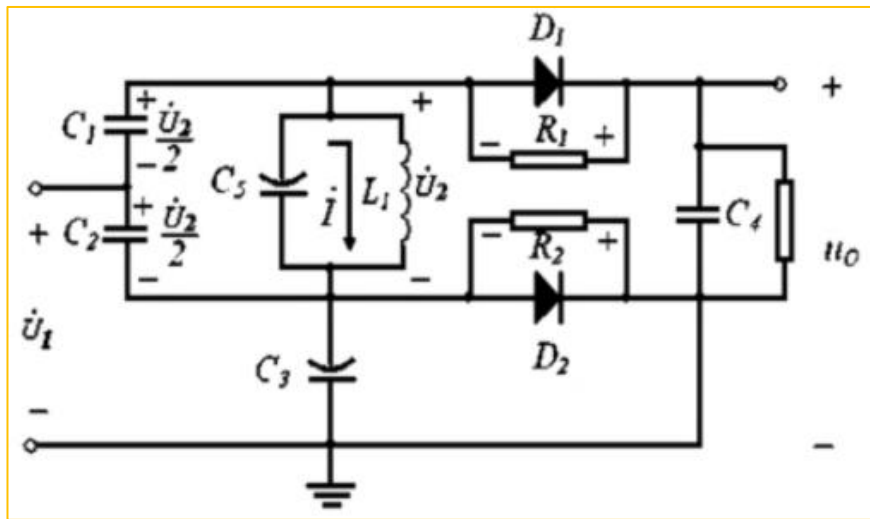 D₁
+
C₁
+
U̇₂/2
−
−
R₁
+
+
C₅
İ
L₁
U̇₂
+
C₂
+
U̇₂/2
−
−
−
R₂
+
C₄
u₀
U̇₁
D₂
C₃
−
−